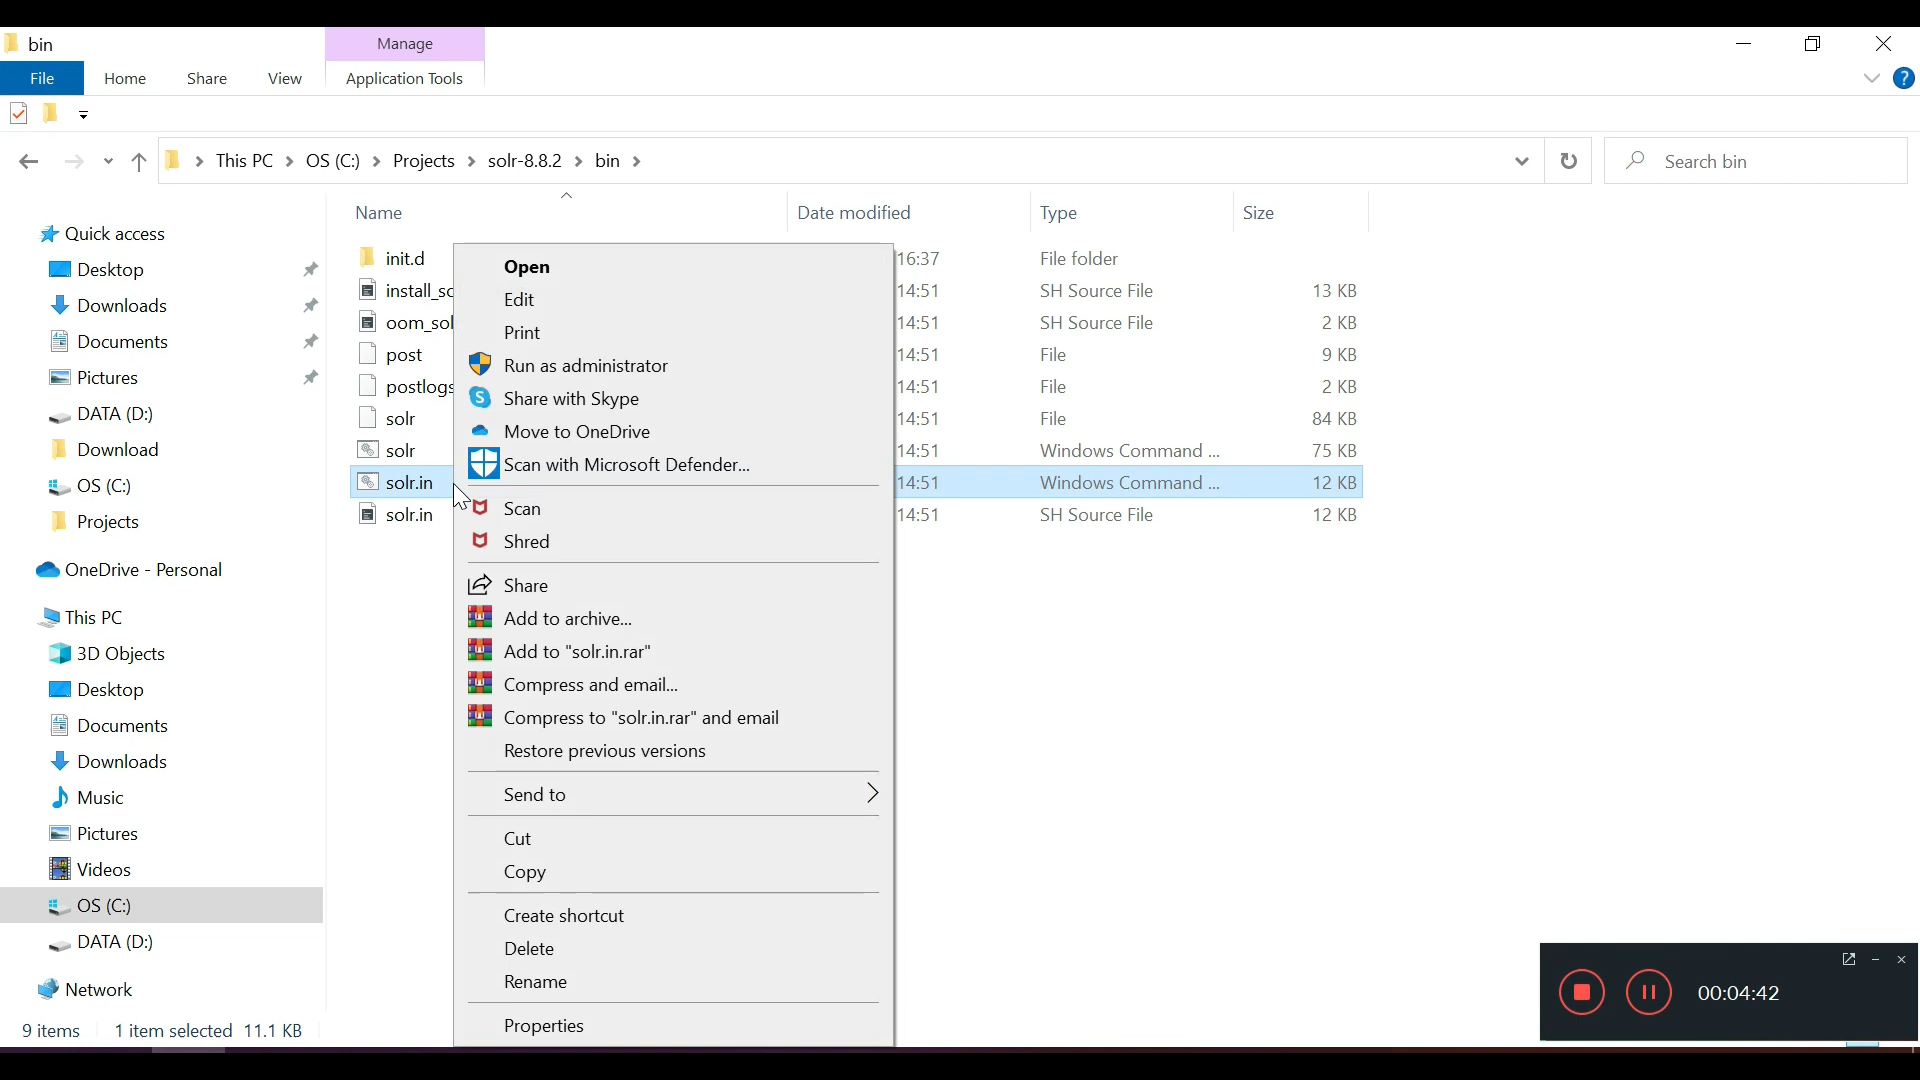 bin
Manage
File
Home
Share
View
Application Tools
?
This PC
OS (C:)
Projects
solr-8.8.2
bin
Search bin
Name
Date modified
Type
Size
Quick access
Desktop
Downloads
Documents
Pictures
DATA (D:)
Download
OS (C:)
Projects
OneDrive - Personal
This PC
3D Objects
Desktop
Documents
Downloads
Music
Pictures
Videos
OS (C:)
DATA (D:)
Network
init.d 16:37 File folder
install_sc 14:51 SH Source File 13 KB
oom_sol 14:51 SH Source File 2 KB
post 14:51 File 9 KB
postlogs 14:51 File 2 KB
solr 14:51 File 84 KB
solr 14:51 Windows Command ... 75 KB
solr.in 14:51 Windows Command ... 12 KB
solr.in 14:51 SH Source File 12 KB
Open
Edit
Print
Run as administrator
Share with Skype
Move to OneDrive
Scan with Microsoft Defender...
Scan
Shred
Share
Add to archive...
Add to "solr.in.rar"
Compress and email...
Compress to "solr.in.rar" and email
Restore previous versions
Send to
Cut
Copy
Create shortcut
Delete
Rename
Properties
9 items
1 item selected 11.1 KB
00:04:42